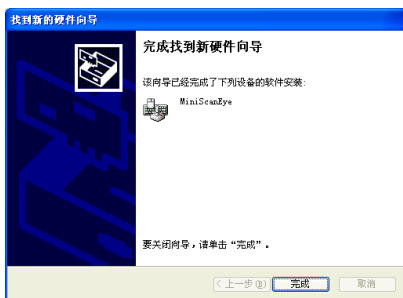 找到新的硬件向导
完成找到新硬件向导
该向导已经完成了下列设备的软件安装:
MiniScanEye
要关闭向导，请单击“完成”。
< 上一步(B)
完成
取消